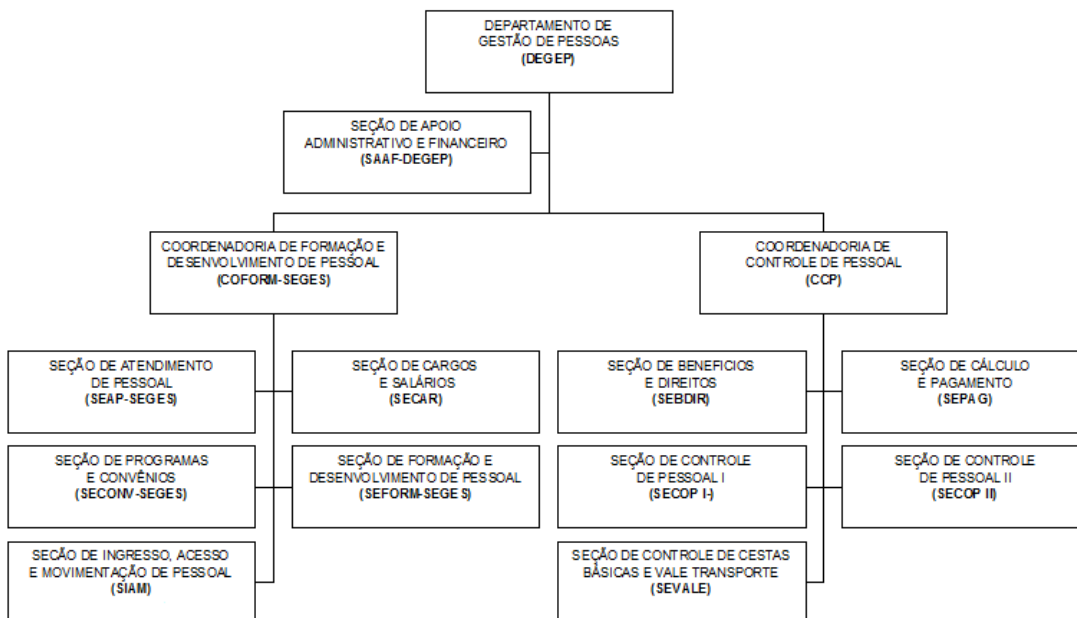 DEPARTAMENTO DE
GESTÃO DE PESSOAS
(DEGEP)
SEÇÃO DE APOIO
ADMINISTRATIVO E FINANCEIRO
(SAAF-DEGEP)
COORDENADORIA DE FORMAÇÃO E
DESENVOLVIMENTO DE PESSOAL
(COFORM-SEGES)
COORDENADORIA DE
CONTROLE DE PESSOAL
(CCP)
SEÇÃO DE ATENDIMENTO
DE PESSOAL
(SEAP-SEGES)
SEÇÃO DE CARGOS
E SALÁRIOS
(SECAR)
SEÇÃO DE BENEFICIOS
E DIREITOS
(SEBDIR)
SEÇÃO DE CÁLCULO
E PAGAMENTO
(SEPAG)
SEÇÃO DE PROGRAMAS
E CONVÊNIOS
(SECONV-SEGES)
SEÇÃO DE FORMAÇÃO E
DESENVOLVIMENTO DE PESSOAL
(SEFORM-SEGES)
SEÇÃO DE CONTROLE
DE PESSOAL I
(SECOP I-)
SEÇÃO DE CONTROLE
DE PESSOAL II
(SECOP II)
SEÇÃO DE INGRESSO, ACESSO
E MOVIMENTAÇÃO DE PESSOAL
(SIAM)
SEÇÃO DE CONTROLE DE CESTAS
BÁSICAS E VALE TRANSPORTE
(SEVALE)